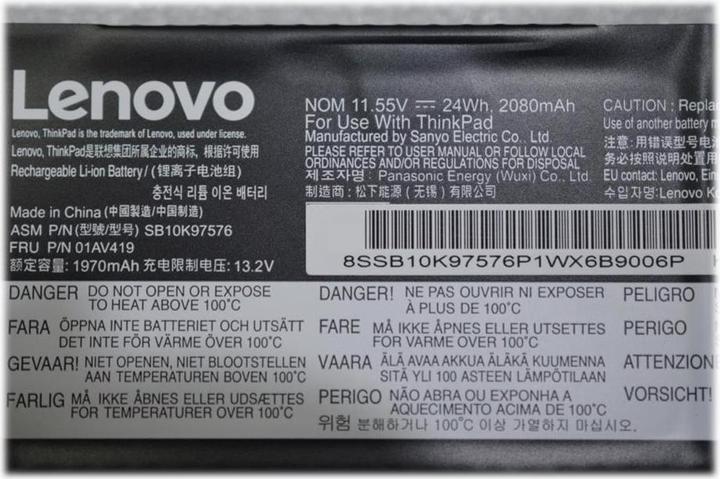 Lenovo
Lenovo, ThinkPad is the trademark of Lenovo, used under license.
Lenovo, ThinkPad是联想集团所属企业的商标，根据许可使用
Rechargeable Li-ion Battery / (锂离子电池组)
충전식 리튬 이온 배터리
Made in China (中國製造/中国制造)
ASM P/N(型號/型号) SB10K97576
FRU P/N 01AV419
额定容量: 1970mAh 充电限制电压: 13.2V
NOM 11.55V ⎓ 24Wh, 2080mAh
For Use With ThinkPad
Manufactured by Sanyo Electric Co., Ltd.
PLEASE REFER TO USER MANUAL OR FOLLOW LOCAL
ORDINANCES AND/OR REGULATIONS FOR DISPOSAL
제조자명: Panasonic Energy (Wuxi) Co., Ltd.
制造商: 松下能源（无锡）有限公司
8SSB10K97576P1WX6B9006P
CAUTION: Repla
Use of another battery m
注意: 用错误型号电池
务必按照说明处置用
EU contact: Lenovo, Ein
수입자명: Lenovo K
DANGER DO NOT OPEN OR EXPOSE
TO HEAT ABOVE 100°C
FARA ÖPPNA INTE BATTERIET OCH UTSÄTT
DET INTE FÖR VÄRME ÖVER 100°C
GEVAAR! NIET OPENEN, NIET BLOOTSTELLEN
AAN TEMPERATUREN BOVEN 100°C
FARLIG MÅ IKKE ÅBNES ELLER UDSÆTTES
FOR TEMPERATURER OVER 100°C
DANGER! NE PAS OUVRIR NI EXPOSER
À PLUS DE 100°C
FARE MÅ IKKE ÅPNES ELLER UTSETTES
FOR VARME OVER 100°C
VAARA ÄLÄ AVAA AKKUA ÄLÄKÄ KUUMENNA
SITÄ YLI 100 ASTEEN LÄMPÖTILAAN
PERIGO NÃO ABRA OU EXPONHA A
AQUECIMENTO ACIMA DE 100°C
위험 분해하거나 100°C 이상 가열하지 마십시오.
PELIGRO
PERIGO
ATTENZION
VORSICHT!